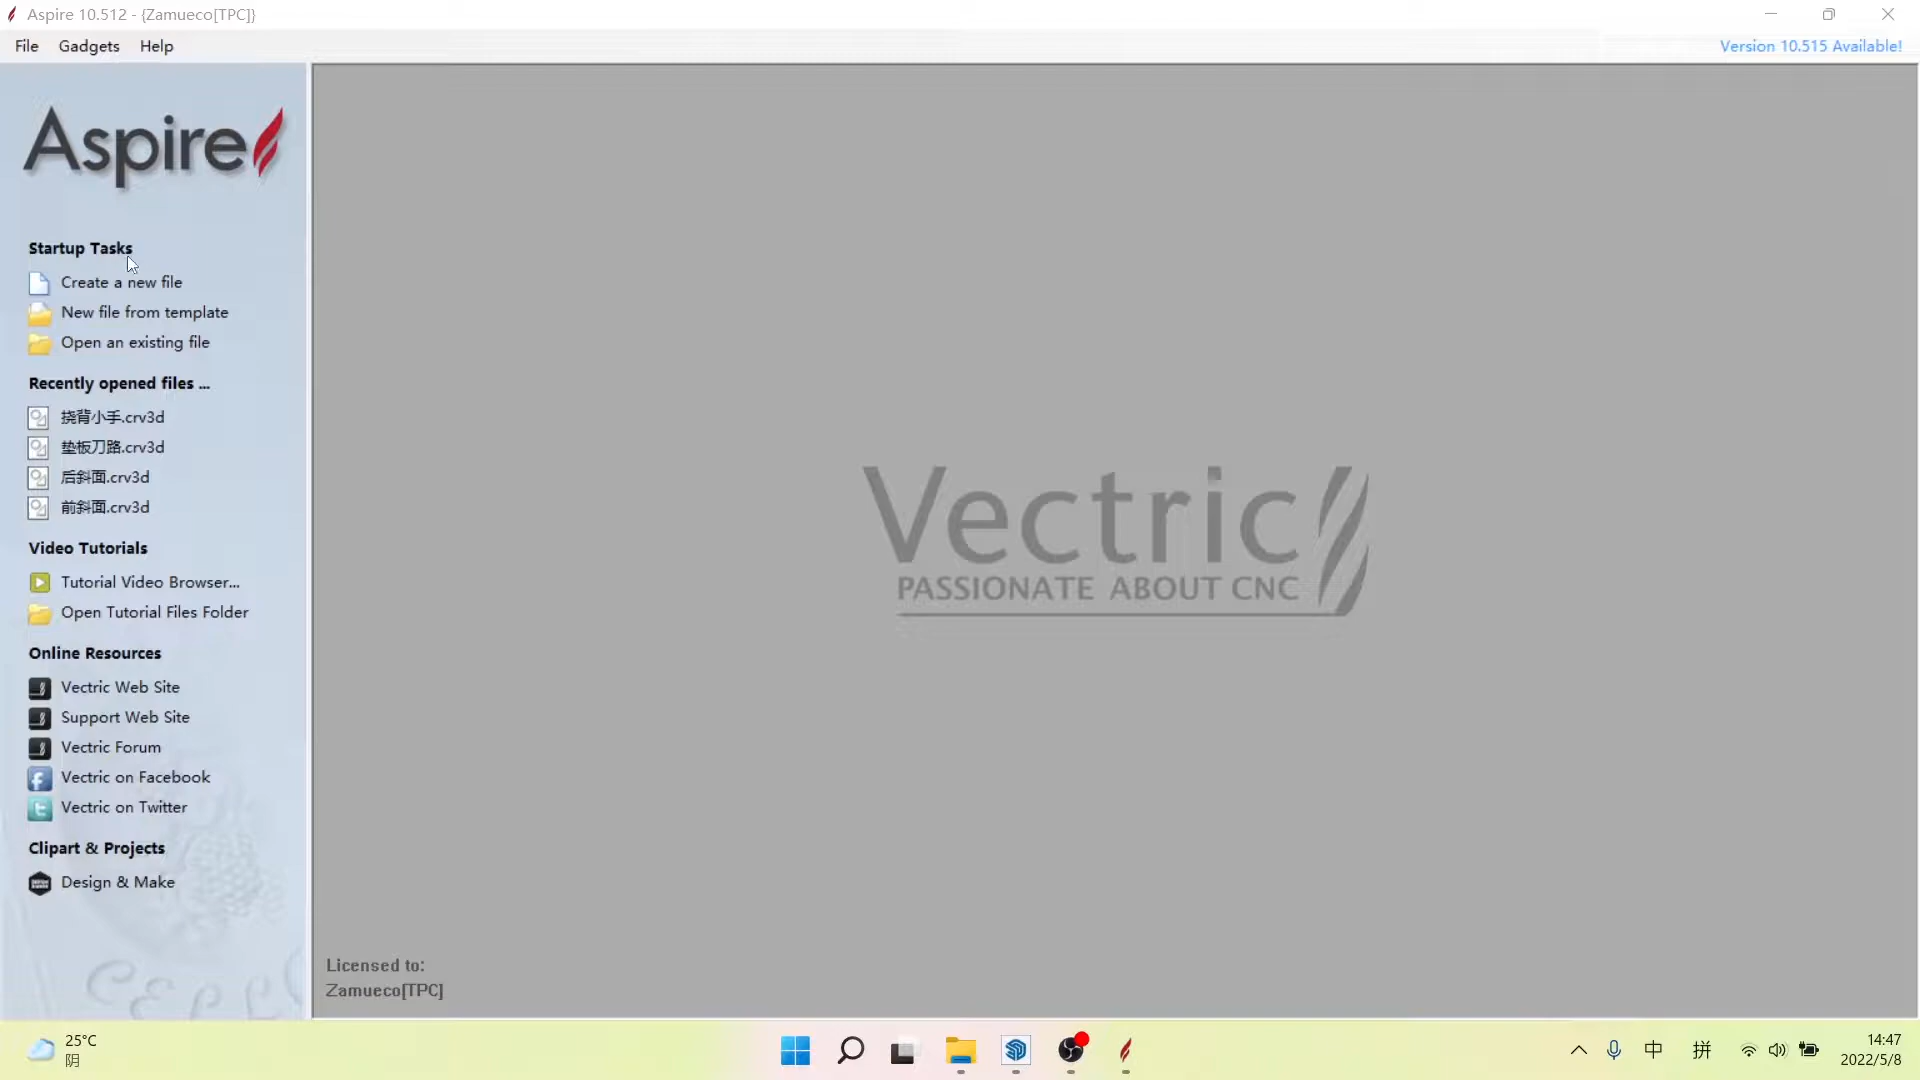 Aspire 10.512 - {Zamueco[TPC]}
File Gadgets Help
Version 10.515 Available!
Aspire
Startup Tasks
Create a new file
New file from template
Open an existing file
Recently opened files ...
挠背小手.crv3d
垫板刀路.crv3d
后斜面.crv3d
前斜面.crv3d
Video Tutorials
Tutorial Video Browser...
Open Tutorial Files Folder
Online Resources
Vectric Web Site
Support Web Site
Vectric Forum
Vectric on Facebook
Vectric on Twitter
Clipart & Projects
Design & Make
Vectric
PASSIONATE ABOUT CNC
Licensed to:
Zamueco[TPC]
25°C
阴
中
拼
14:47
2022/5/8